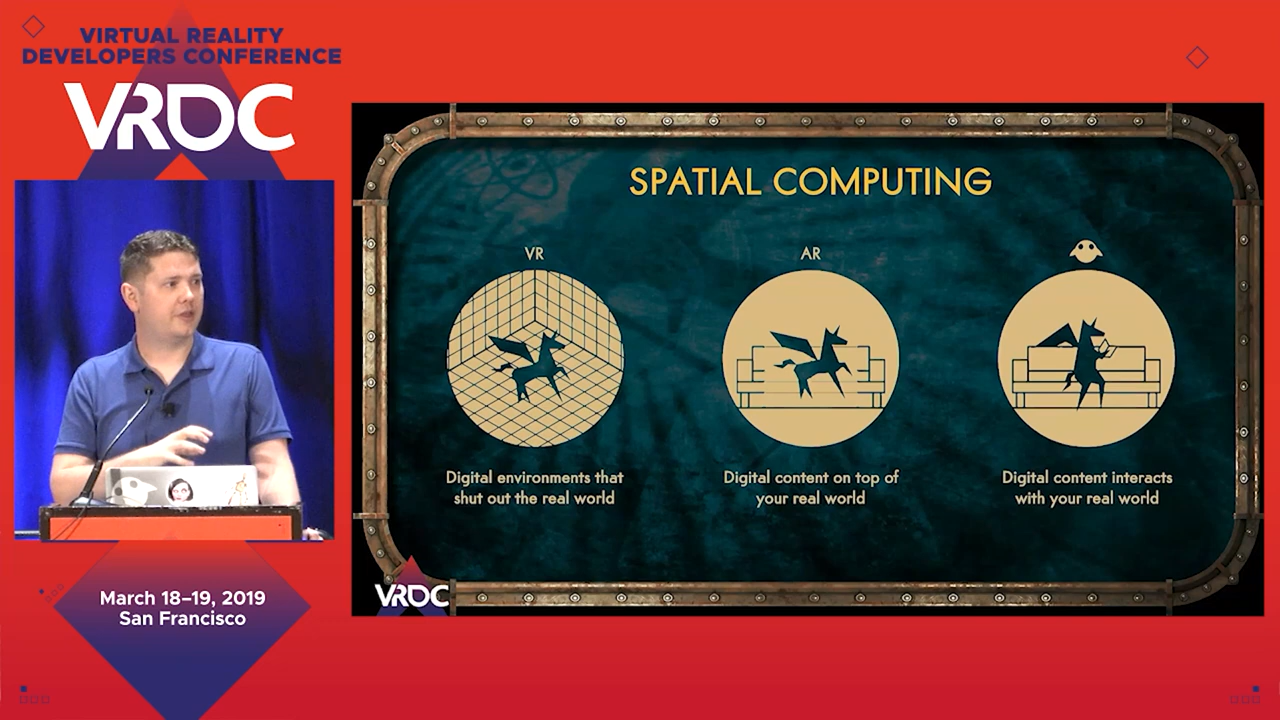 VIRTUAL REALITY
DEVELOPERS CONFERENCE
VRDC
SPATIAL COMPUTING
VR
AR
Digital environments that
shut out the real world
Digital content on top of
your real world
Digital content interacts
with your real world
VRDC
March 18–19, 2019
San Francisco